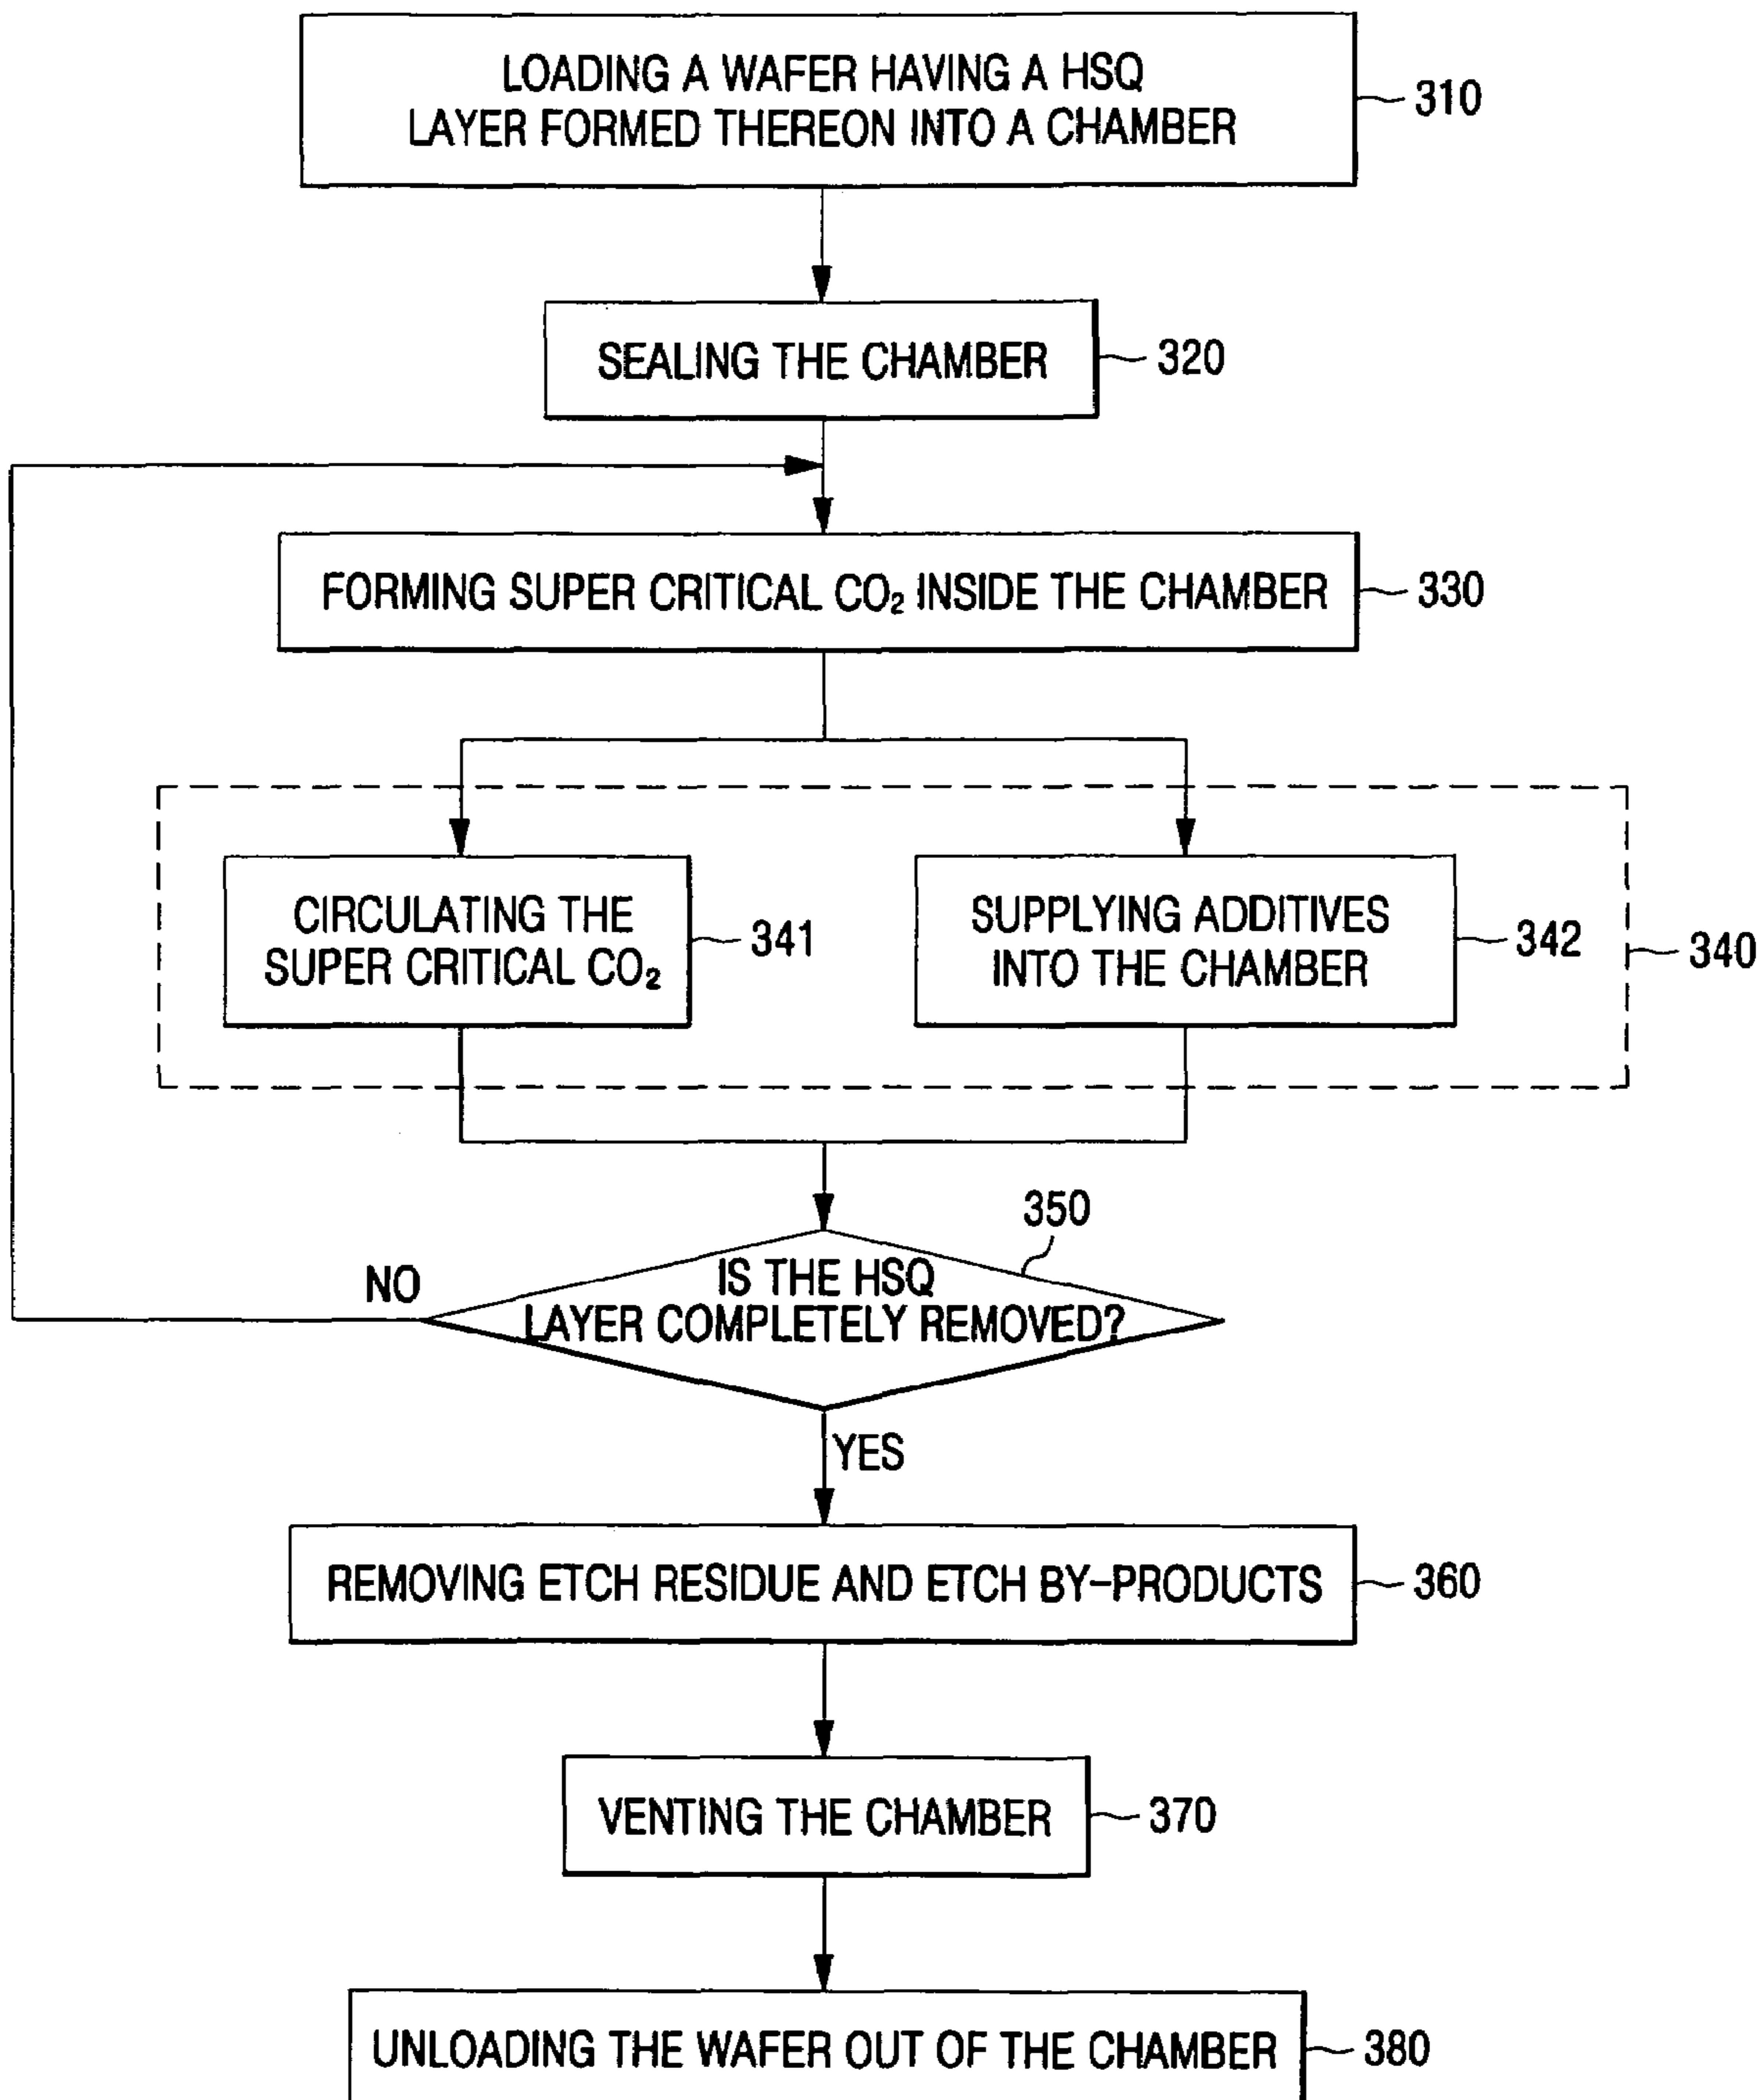 LOADING A WAFER HAVING A HSQ
LAYER FORMED THEREON INTO A CHAMBER
310
SEALING THE CHAMBER
320
FORMING SUPER CRITICAL CO₂ INSIDE THE CHAMBER
330
CIRCULATING THE
SUPER CRITICAL CO₂
341
SUPPLYING ADDITIVES
INTO THE CHAMBER
342
340
350
IS THE HSQ
LAYER COMPLETELY REMOVED?
NO
YES
REMOVING ETCH RESIDUE AND ETCH BY-PRODUCTS
360
VENTING THE CHAMBER
370
UNLOADING THE WAFER OUT OF THE CHAMBER
380